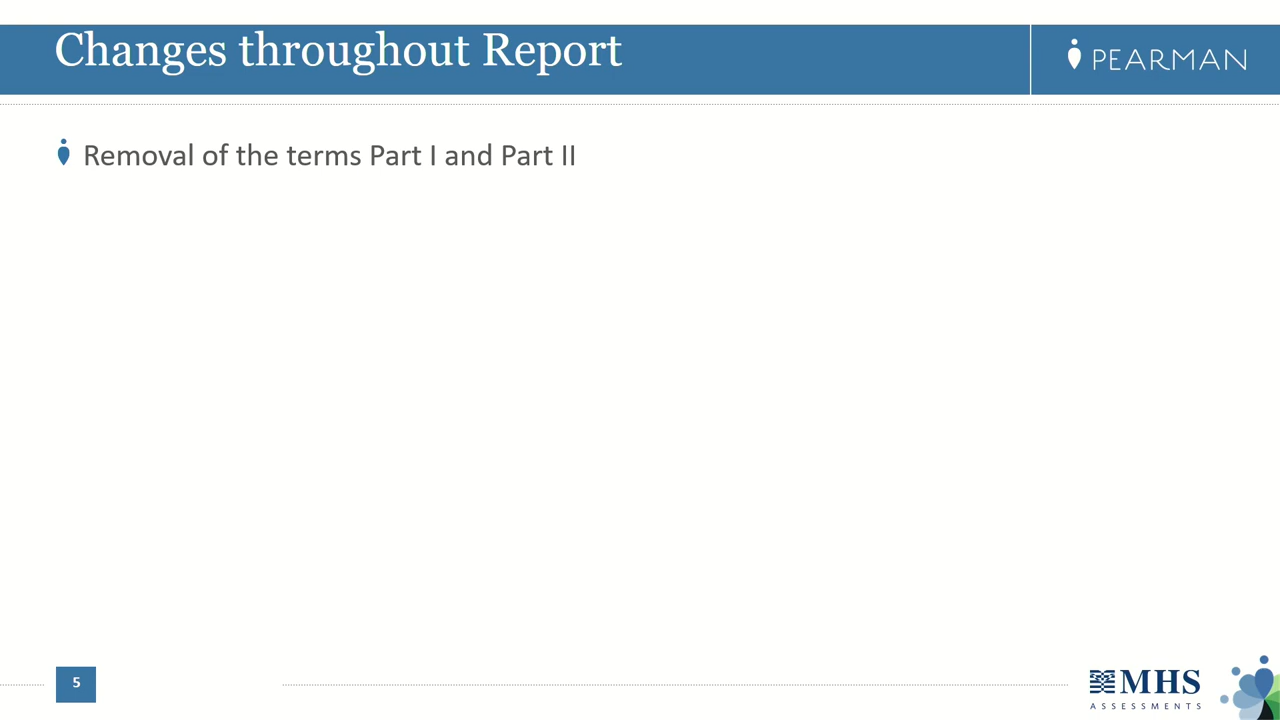 Changes throughout Report
PEARMAN
Removal of the terms Part I and Part II
5
MHS
ASSESSMENTS